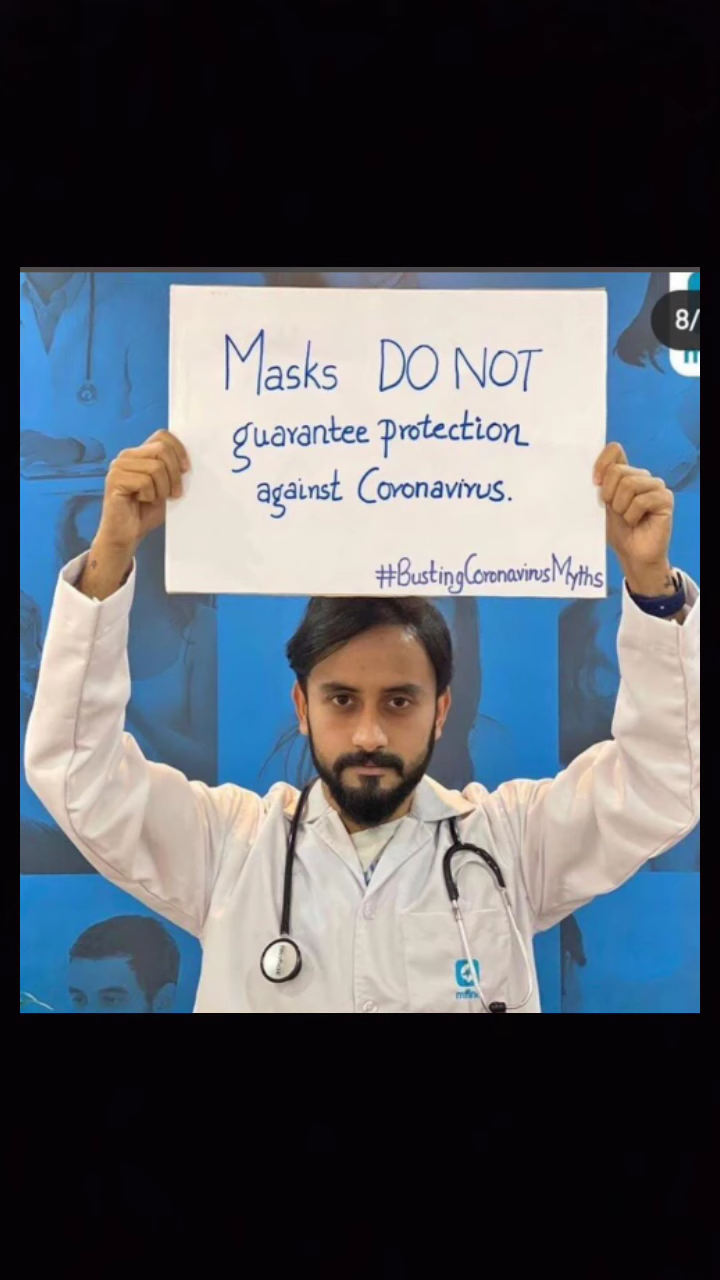 8/
Masks DO NOT
guarantee protection
against Coronavirus.
#BustingCoronavirusMyths